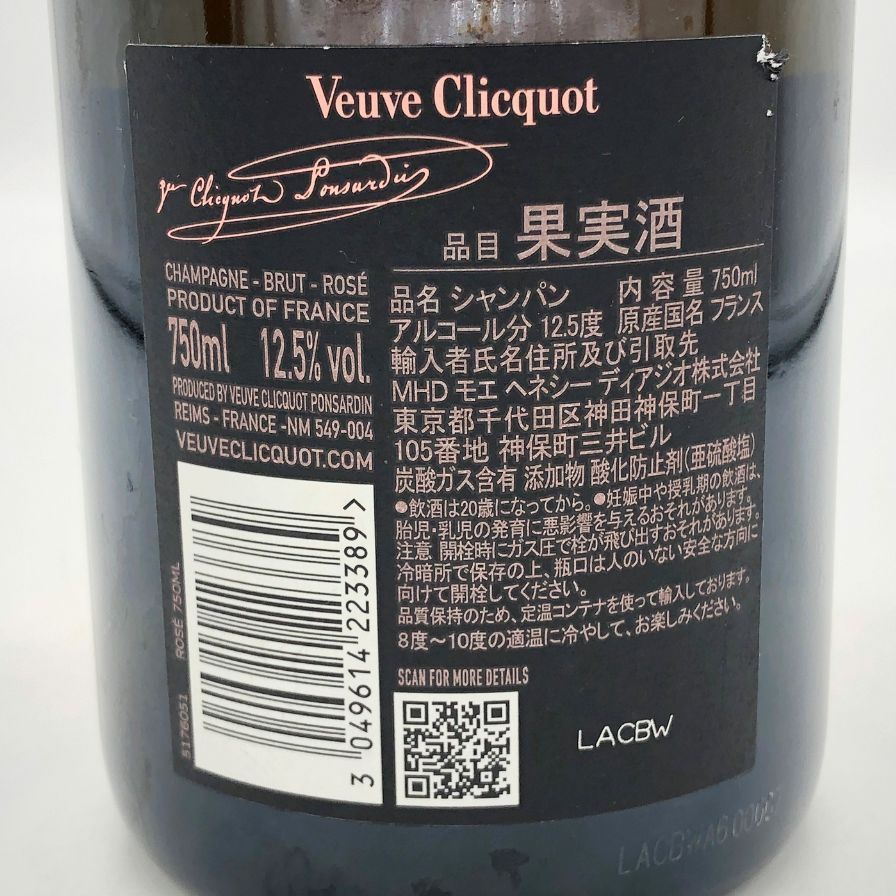 Veuve Clicquot
Clicquot Ponsardin
品目 果実酒
CHAMPAGNE - BRUT - ROSÉ
PRODUCT OF FRANCE
750ml 12.5% vol.
PRODUCED BY VEUVE CLICQUOT PONSARDIN
REIMS - FRANCE - NM 549-004
VEUVECLICQUOT.COM
品名 シャンパン 内容量 750ml
アルコール分 12.5度 原産国名 フランス
輸入者氏名住所及び引取先
MHD モエ ヘネシー ディアジオ株式会社
東京都千代田区神田神保町一丁目
105番地 神保町三井ビル
炭酸ガス含有 添加物 酸化防止剤(亜硫酸塩)
●飲酒は20歳になってから。●妊娠中や授乳期の飲酒は、
胎児・乳児の発育に悪影響を与えるおそれがあります。
注意 開栓時にガス圧で栓が飛び出すおそれがあります。
冷暗所で保存の上、瓶口は人のいない安全な方向に
向けて開栓してください。
品質保持のため、定温コンテナを使って輸入しております。
8度〜10度の適温に冷やして、お楽しみください。
5178051 ROSÉ 750ML
3 049614 223389 >
SCAN FOR MORE DETAILS
LACBW